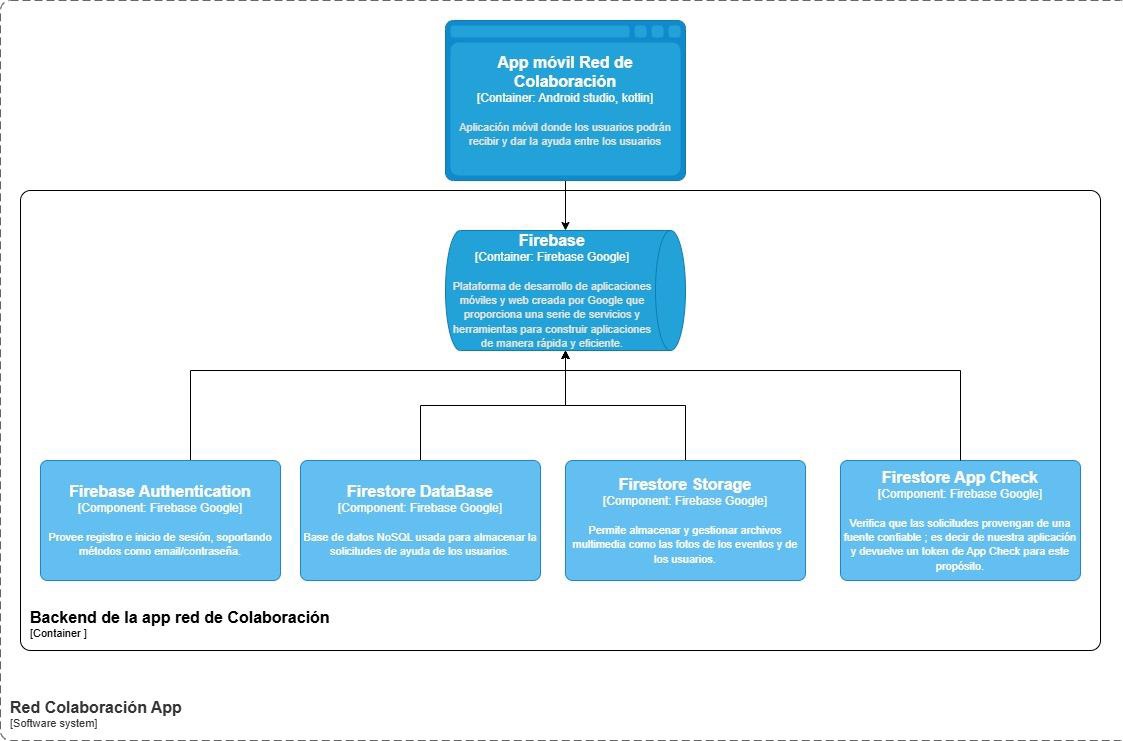 App móvil Red de
Colaboración
[Container: Android studio, kotlin]
Aplicación móvil donde los usuarios podrán
recibir y dar la ayuda entre los usuarios
Firebase
[Container: Firebase Google]
Plataforma de desarrollo de aplicaciones
móviles y web creada por Google que
proporciona una serie de servicios y
herramientas para construir aplicaciones
de manera rápida y eficiente.
Firebase Authentication
[Component: Firebase Google]
Provee registro e inicio de sesión, soportando
métodos como email/contraseña.
Firestore DataBase
[Component: Firebase Google]
Base de datos NoSQL usada para almacenar la
solicitudes de ayuda de los usuarios.
Firestore Storage
[Component: Firebase Google]
Permite almacenar y gestionar archivos
multimedia como las fotos de los eventos y de
los usuarios.
Firestore App Check
[Component: Firebase Google]
Verifica que las solicitudes provengan de una
fuente confiable ; es decir de nuestra aplicación
y devuelve un token de App Check para este
propósito.
Backend de la app red de Colaboración
[Container ]
Red Colaboración App
[Software system]